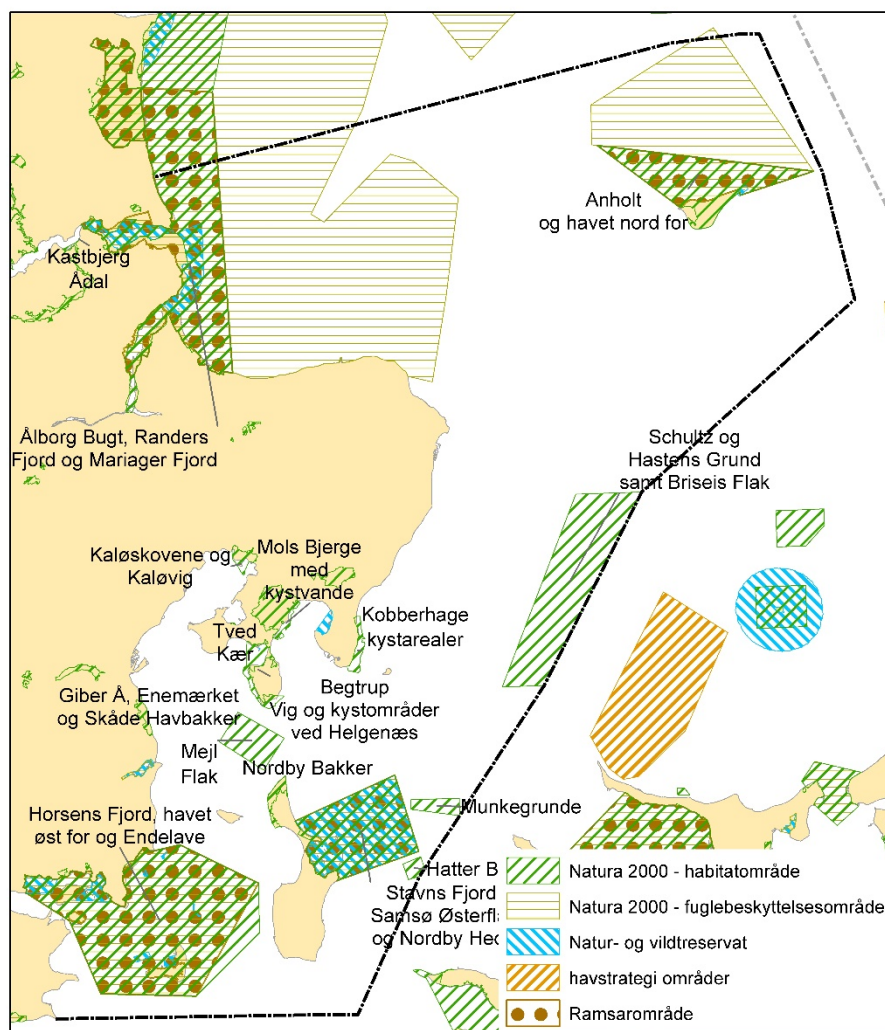 Anholt
og havet nord for
Kastbjerg
Ådal
Ålborg Bugt, Randers
Fjord og Mariager Fjord
Schultz og
Hastens Grund
samt Briseis Flak
Kaløskovene og
Kaløvig
Mols Bjerge
med
kystvande
Kobberhage
kystarealer
Tved
Kær
Begtrup
Vig og kystområder
ved Helgenæs
Giber Å, Enemærket
og Skåde Havbakker
Mejl
Flak
Nordby Bakker
Munkegrunde
Horsens Fjord, havet
øst for og Endelave
Hatter B
Stavns Fjord
Samsø Østerfl
og Nordby Hed
Natura 2000 - habitatområde
Natura 2000 - fuglebeskyttelsesområde
Natur- og vildtreservat
havstrategi områder
Ramsarområde